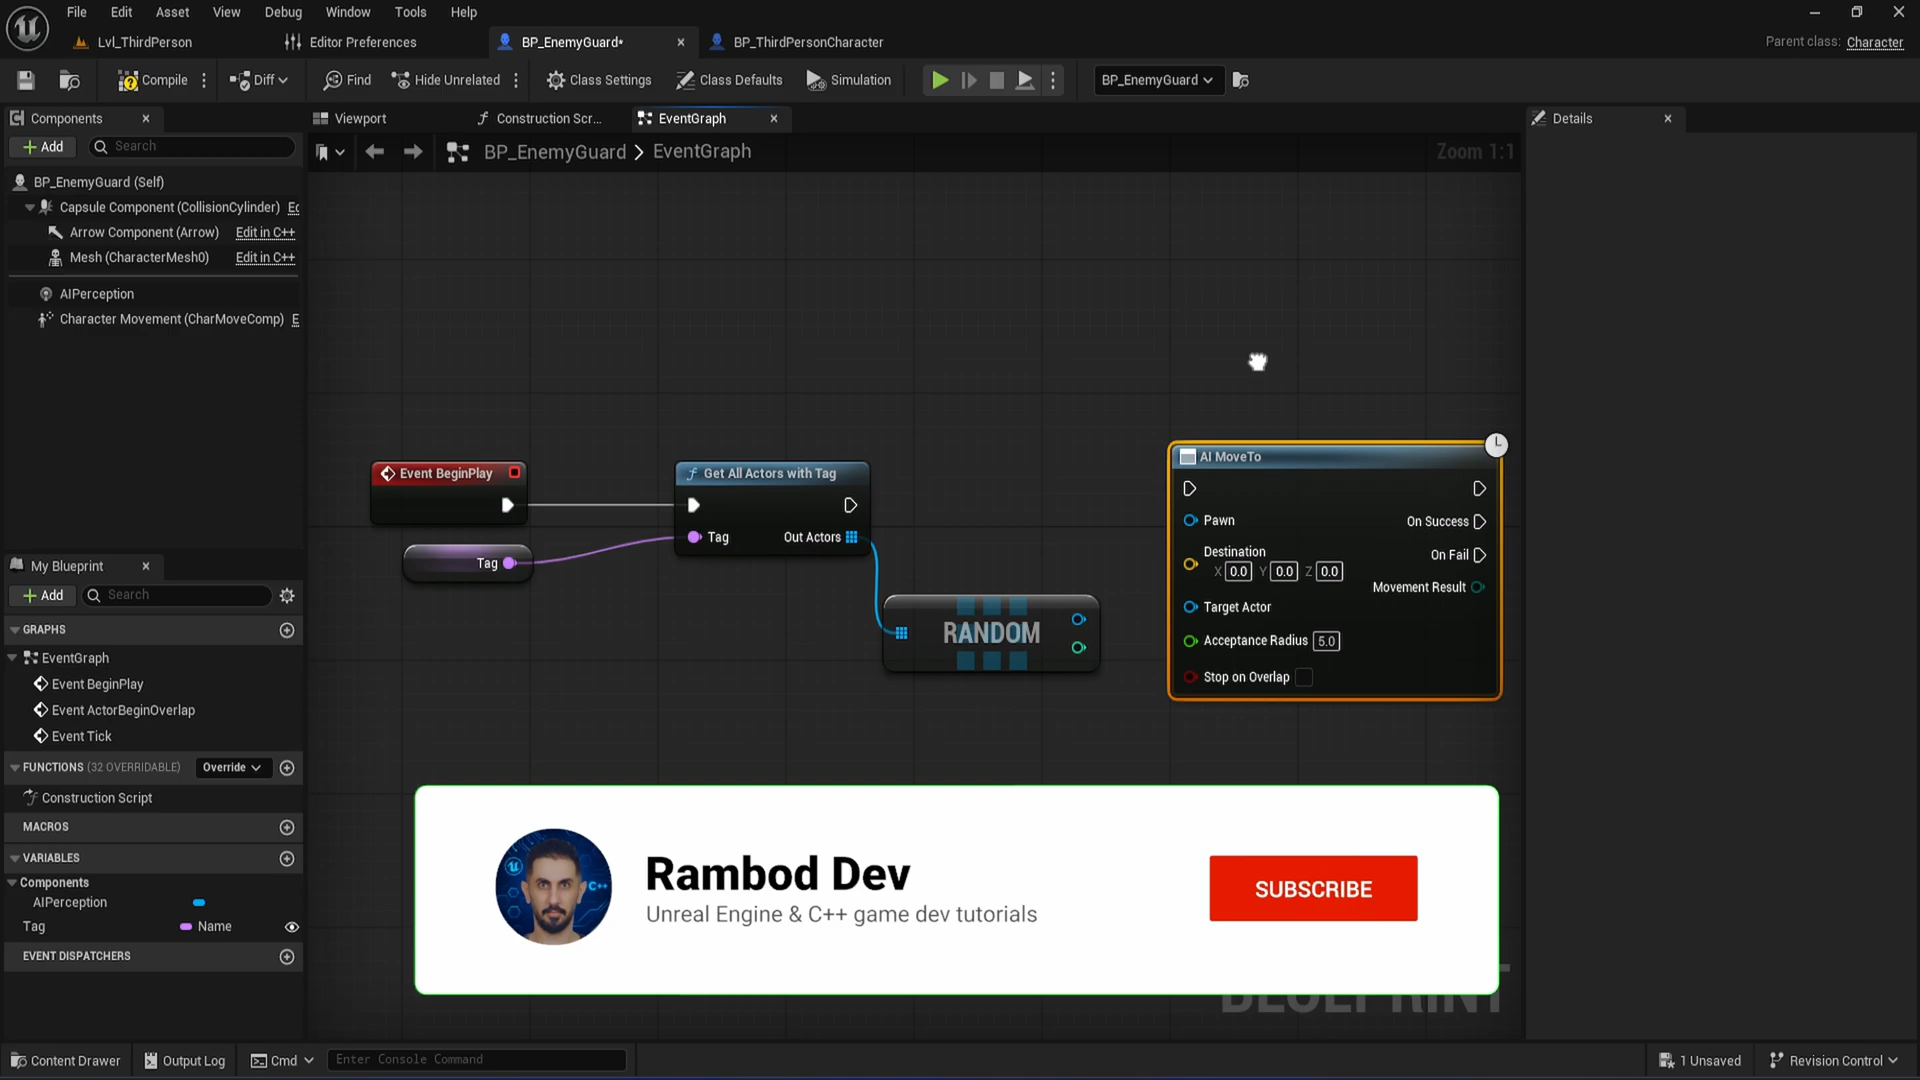 File Edit Asset View Debug Window Tools Help
Lvl_ThirdPerson
Editor Preferences
BP_EnemyGuard*
BP_ThirdPersonCharacter
Parent class: Character
Compile
Diff
Find
Hide Unrelated
Class Settings
Class Defaults
Simulation
BP_EnemyGuard
Components
Viewport
Construction Scr...
EventGraph
Details
Add
Search
BP_EnemyGuard > EventGraph
Zoom 1:1
BP_EnemyGuard (Self)
Capsule Component (CollisionCylinder)
Arrow Component (Arrow) Edit in C++
Mesh (CharacterMesh0) Edit in C++
AIPerception
Character Movement (CharMoveComp) E
Event BeginPlay
Tag
Get All Actors with Tag
Tag Out Actors
RANDOM
AI MoveTo
Pawn
On Success
Destination
X 0.0 Y 0.0 Z 0.0
On Fail
Movement Result
Target Actor
Acceptance Radius 5.0
Stop on Overlap
My Blueprint
Add
Search
GRAPHS
EventGraph
Event BeginPlay
Event ActorBeginOverlap
Event Tick
FUNCTIONS (32 OVERRIDABLE) Override
Construction Script
MACROS
VARIABLES
Components
AIPerception
Tag Name
EVENT DISPATCHERS
Rambod Dev
Unreal Engine & C++ game dev tutorials
SUBSCRIBE
C++
BLUEPRINT
Content Drawer
Output Log
Cmd
Enter Console Command
1 Unsaved
Revision Control